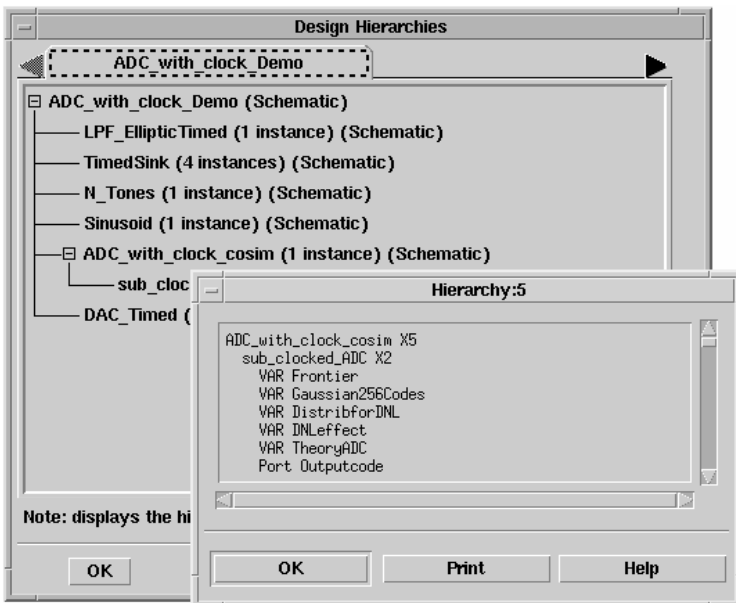 Design Hierarchies
ADC_with_clock_Demo
ADC_with_clock_Demo (Schematic)
LPF_EllipticTimed (1 instance) (Schematic)
TimedSink (4 instances) (Schematic)
N_Tones (1 instance) (Schematic)
Sinusoid (1 instance) (Schematic)
ADC_with_clock_cosim (1 instance) (Schematic)
sub_cloc
DAC_Timed (
Note: displays the hi
OK
Hierarchy:5
ADC_with_clock_cosim X5
sub_clocked_ADC X2
VAR Frontier
VAR Gaussian256Codes
VAR DistribforDNL
VAR DNLeffect
VAR TheoryADC
Port Outputcode
OK Print Help